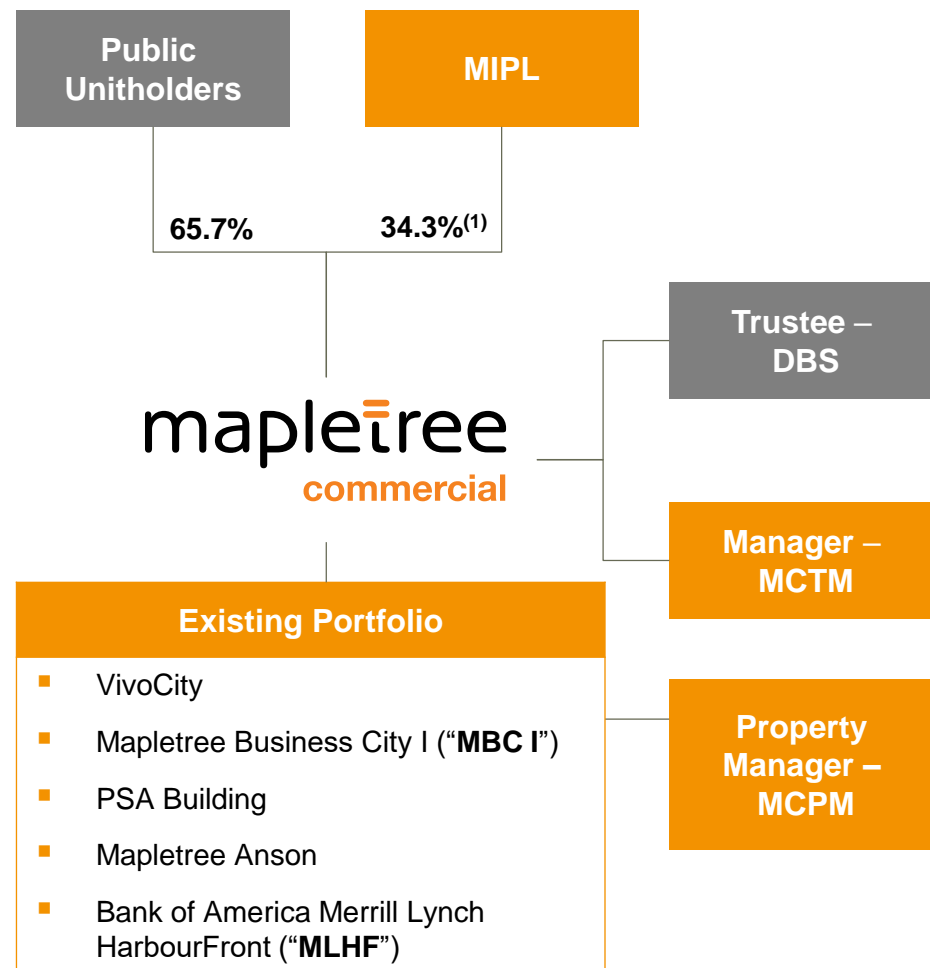 Public
Unitholders
MIPL
65.7%
34.3%(1)
Trustee –
DBS
mapletree
commercial
Manager –
MCTM
Existing Portfolio
▪ VivoCity
▪ Mapletree Business City I (“MBC I”)
▪ PSA Building
▪ Mapletree Anson
▪ Bank of America Merrill Lynch
HarbourFront (“MLHF”)
Property
Manager –
MCPM